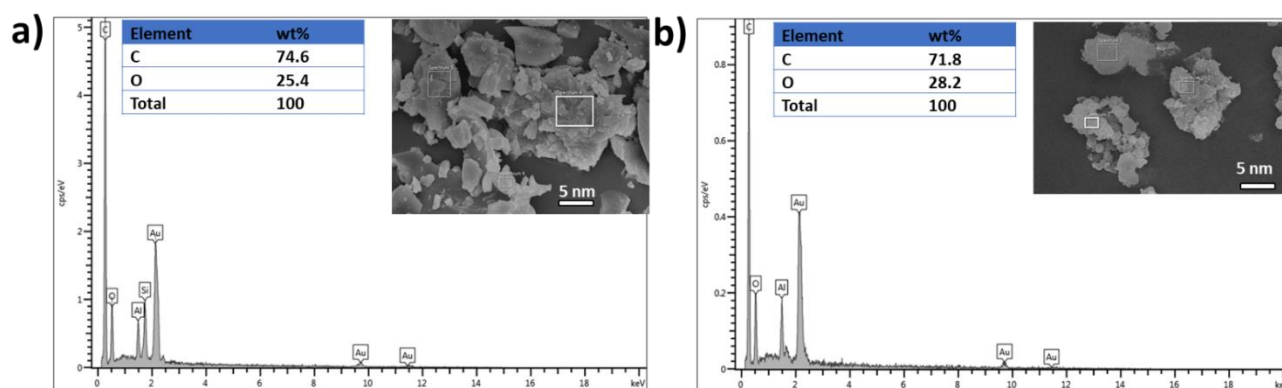 a)
Element wt%
C 74.6
O 25.4
Total 100
5 nm
cps/eV
5
4
3
2
1
0
C
O
Al
Si
Au
Au
Au
0 2 4 6 8 10 12 14 16 18 keV
b)
Element wt%
C 71.8
O 28.2
Total 100
5 nm
cps/eV
0.8
0.6
0.4
0.2
0
C
O
Al
Au
Au
Au
0 2 4 6 8 10 12 14 16 18 keV